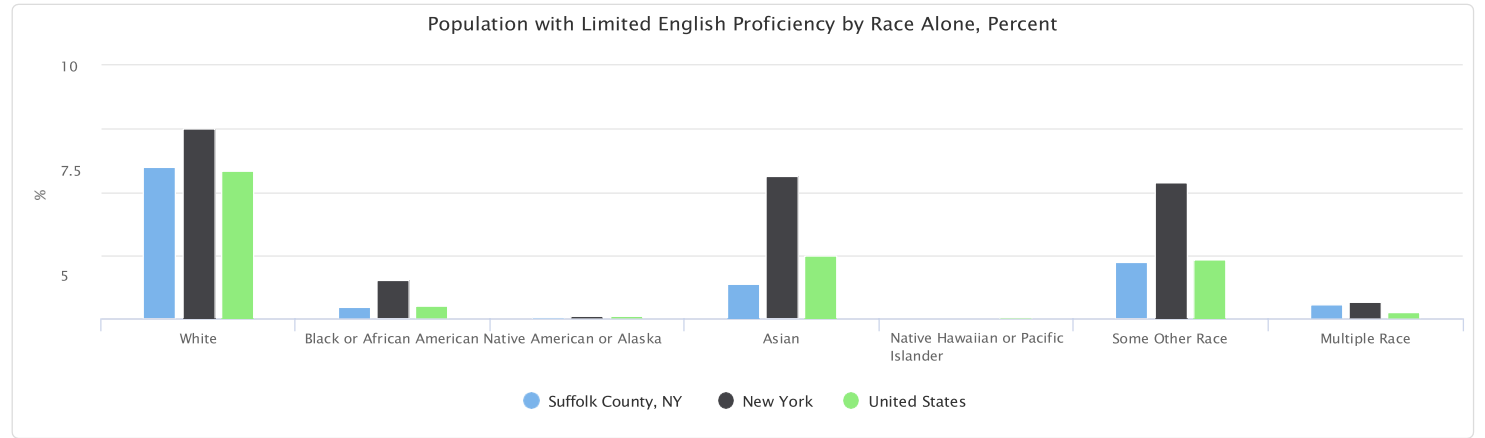 Population with Limited English Proficiency by Race Alone, Percent
10
7.5
%
5
White
Black or African American
Native American or Alaska
Asian
Native Hawaiian or Pacific
Islander
Some Other Race
Multiple Race
Suffolk County, NY
New York
United States